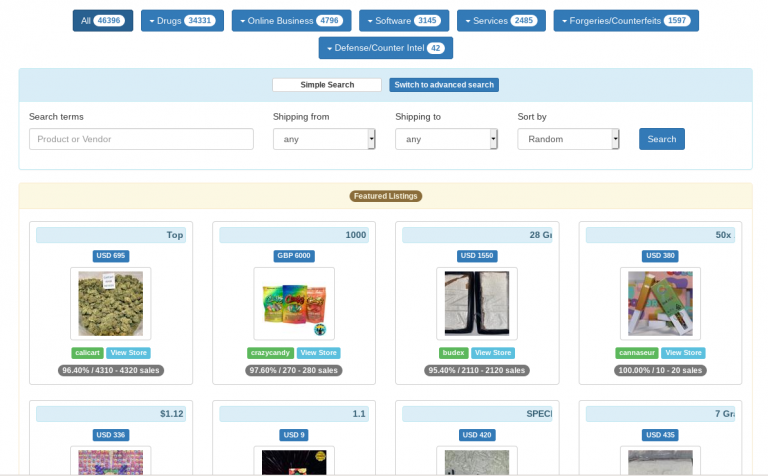 All 46396 Drugs 34331 Online Business 4796 Software 3145 Services 2485 Forgeries/Counterfeits 1597
Defense/Counter Intel 42
Simple Search Switch to advanced search
Search terms Shipping from Shipping to Sort by
Product or Vendor any any Random Search
Featured Listings
Top 1000 28 Gr 50x
USD 695 GBP 6000 USD 1550 USD 380
calicart View Store crazycandy View Store budex View Store cannaseur View Store
96.40% / 4310 - 4320 sales 97.60% / 270 - 280 sales 95.40% / 2110 - 2120 sales 100.00% / 10 - 20 sales
$1.12 1.1 SPECI 7 Gra
USD 336 USD 9 USD 420 USD 435